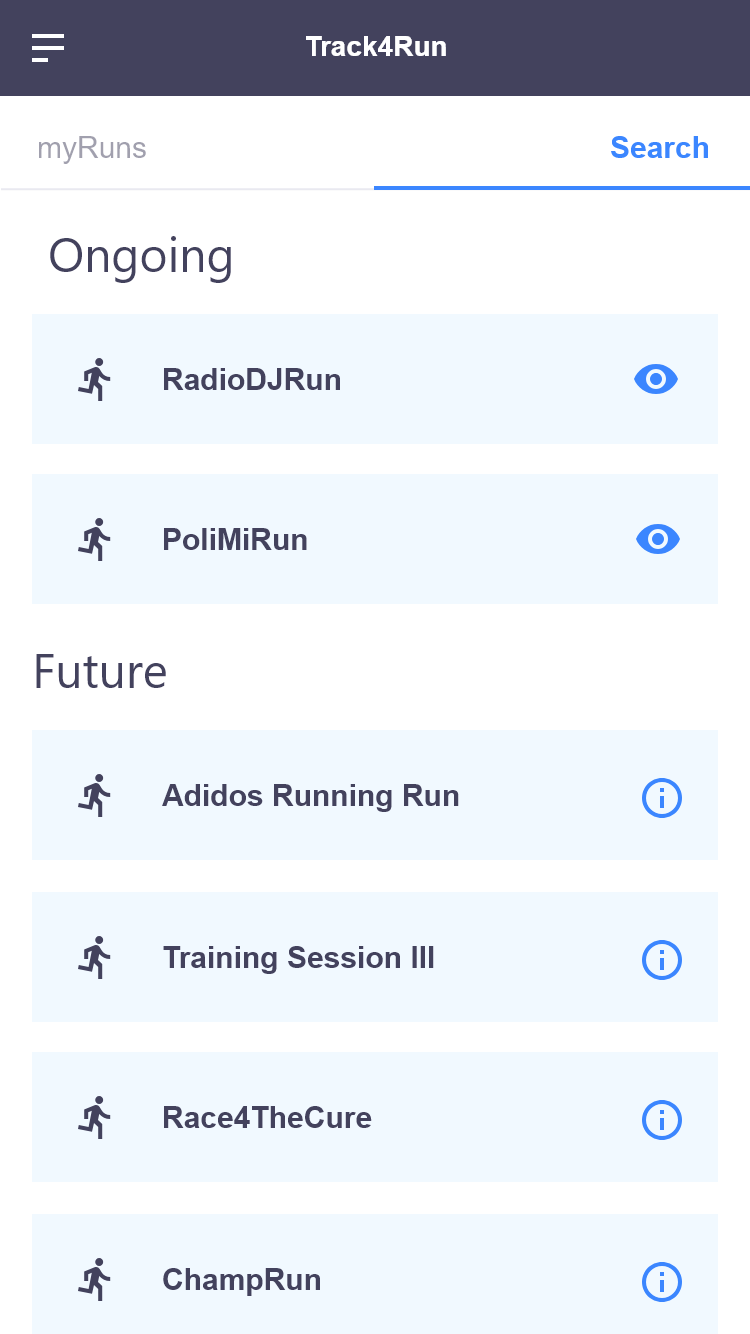 Track4Run
myRuns
Search
Ongoing
RadioDJRun
PoliMiRun
Future
Adidos Running Run
Training Session III
Race4TheCure
ChampRun